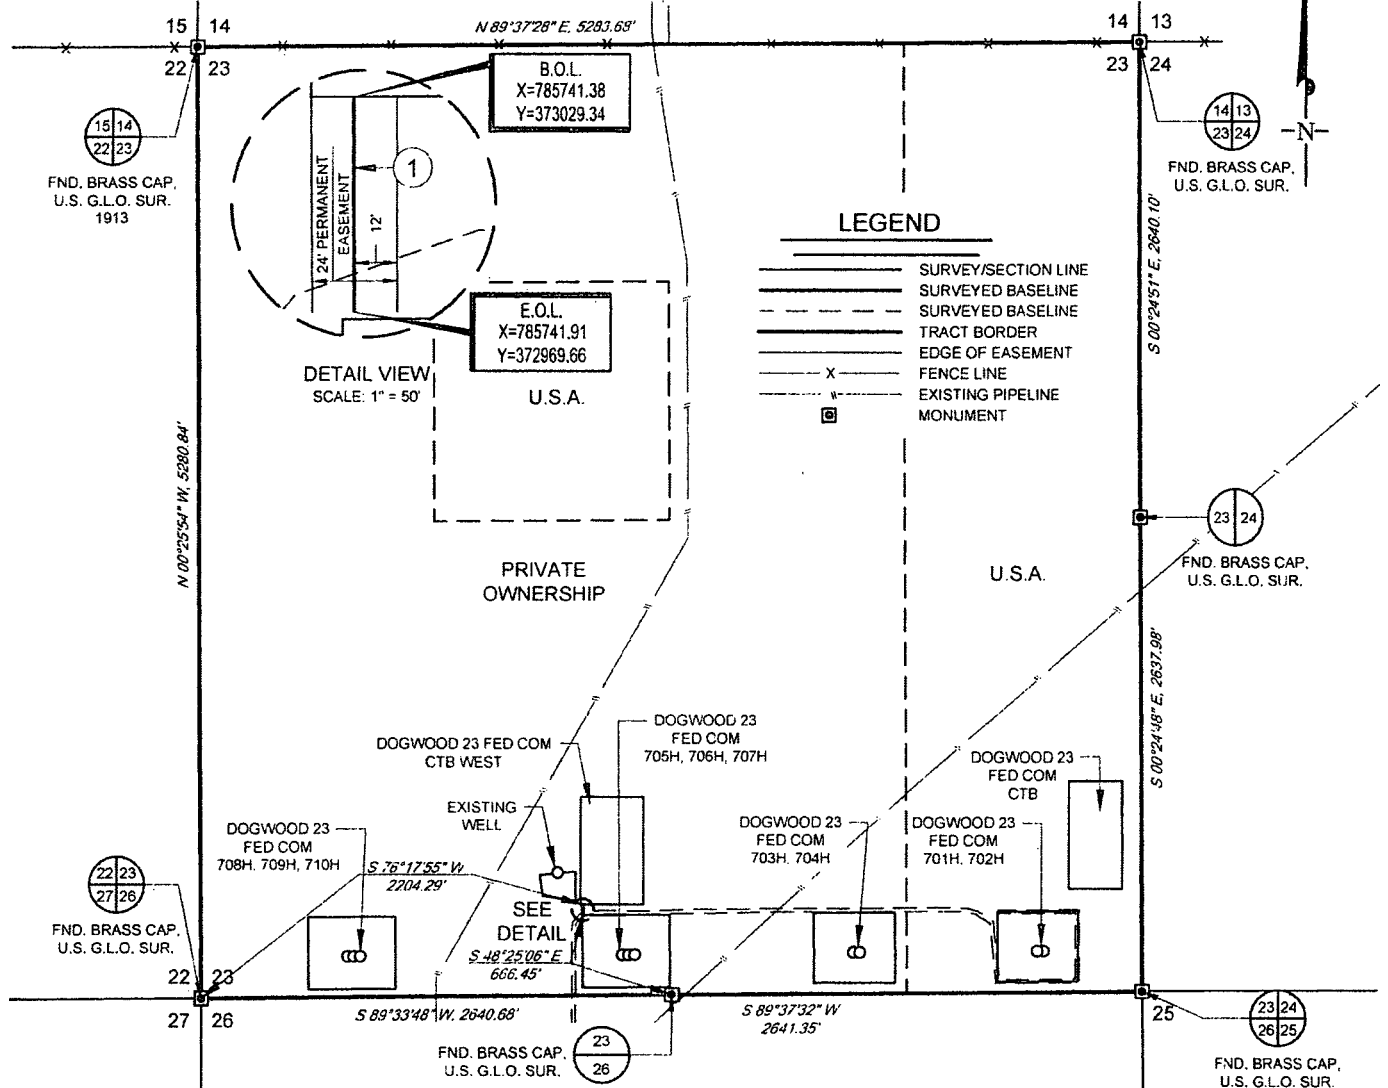 15 14
N 89°37'28" E, 5283.68'
14 13
22 23
23 24
B.O.L.
X=785741.38
Y=373029.34
15 14
22 23
FND. BRASS CAP,
U.S. G.L.O. SUR.
1913
1
24' PERMANENT
EASEMENT
12'
14 13
23 24
FND. BRASS CAP,
U.S. G.L.O. SUR.
N
LEGEND
SURVEY/SECTION LINE
SURVEYED BASELINE
SURVEYED BASELINE
TRACT BORDER
EDGE OF EASEMENT
X FENCE LINE
EXISTING PIPELINE
MONUMENT
S 00°24'51" E, 2640.10'
E.O.L.
X=785741.91
Y=372969.66
DETAIL VIEW
SCALE: 1" = 50'
U.S.A.
N 00°25'54" W, 5280.84'
23 24
FND. BRASS CAP,
U.S. G.L.O. SUR.
PRIVATE
OWNERSHIP
U.S.A.
S 00°24'48" E, 2637.98'
DOGWOOD 23 FED COM
CTB WEST
DOGWOOD 23
FED COM
705H, 706H, 707H
DOGWOOD 23
FED COM
CTB
EXISTING
WELL
DOGWOOD 23
FED COM
708H, 709H, 710H
DOGWOOD 23
FED COM
703H, 704H
DOGWOOD 23
FED COM
701H, 702H
S 76°17'55" W
2204.29'
22 23
27 26
FND. BRASS CAP,
U.S. G.L.O. SUR.
SEE
DETAIL
S 48°25'06" E
666.45'
22 23
27 26
S 89°33'48" W, 2640.68'
S 89°37'32" W
2641.35'
25
23 24
26 25
FND. BRASS CAP,
U.S. G.L.O. SUR.
23
26
FND. BRASS CAP,
U.S. G.L.O. SUR.